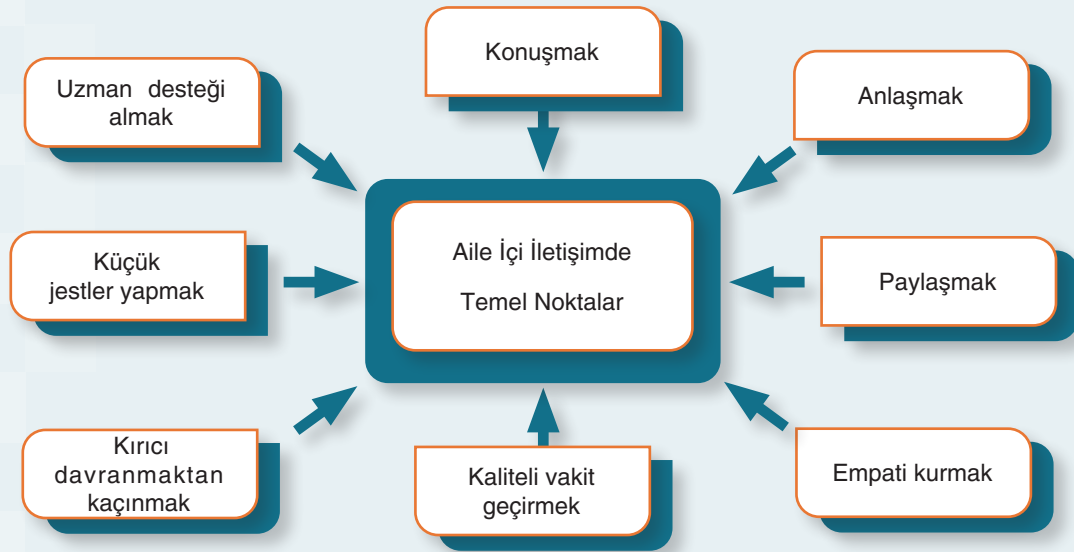 Konuşmak
Uzman desteği
almak
Anlaşmak
Aile İçi İletişimde
Temel Noktalar
Küçük
jestler yapmak
Paylaşmak
Kırıcı
davranmaktan
kaçınmak
Kaliteli vakit
geçirmek
Empati kurmak